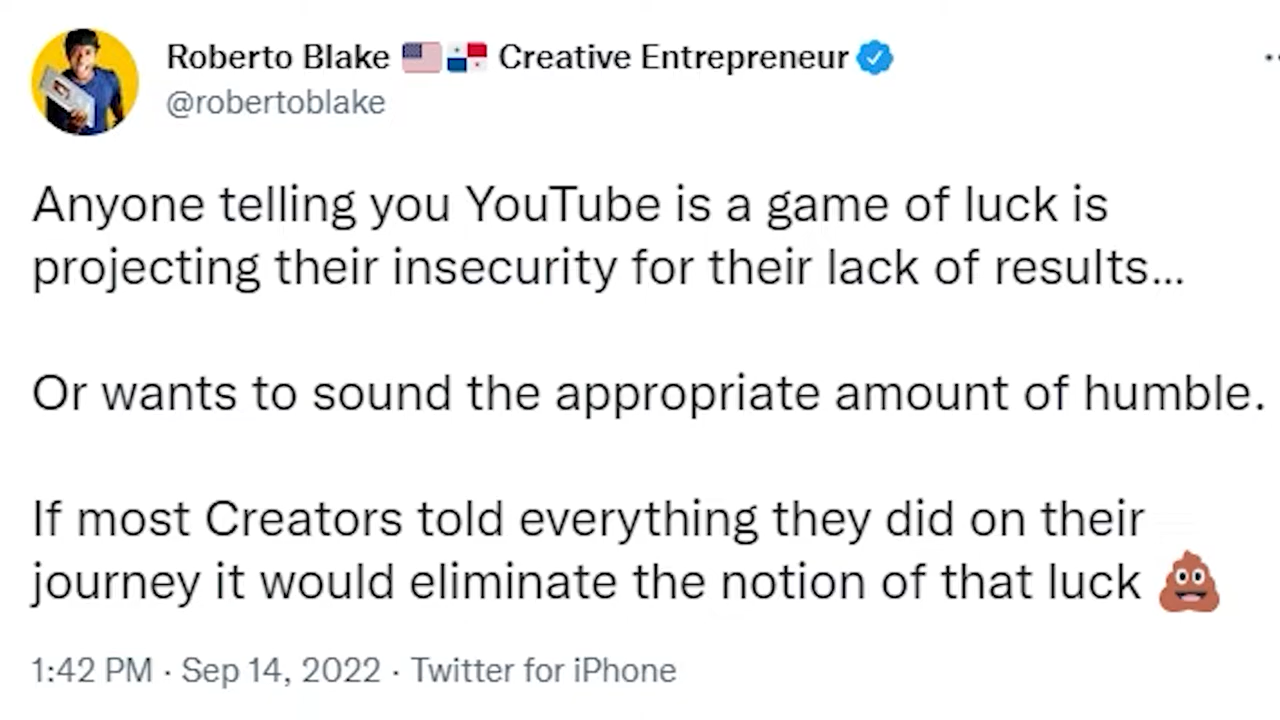 Roberto Blake 🇺🇸🇵🇦 Creative Entrepreneur
@robertoblake
Anyone telling you YouTube is a game of luck is
projecting their insecurity for their lack of results...
Or wants to sound the appropriate amount of humble.
If most Creators told everything they did on their
journey it would eliminate the notion of that luck 💩
1:42 PM · Sep 14, 2022 · Twitter for iPhone